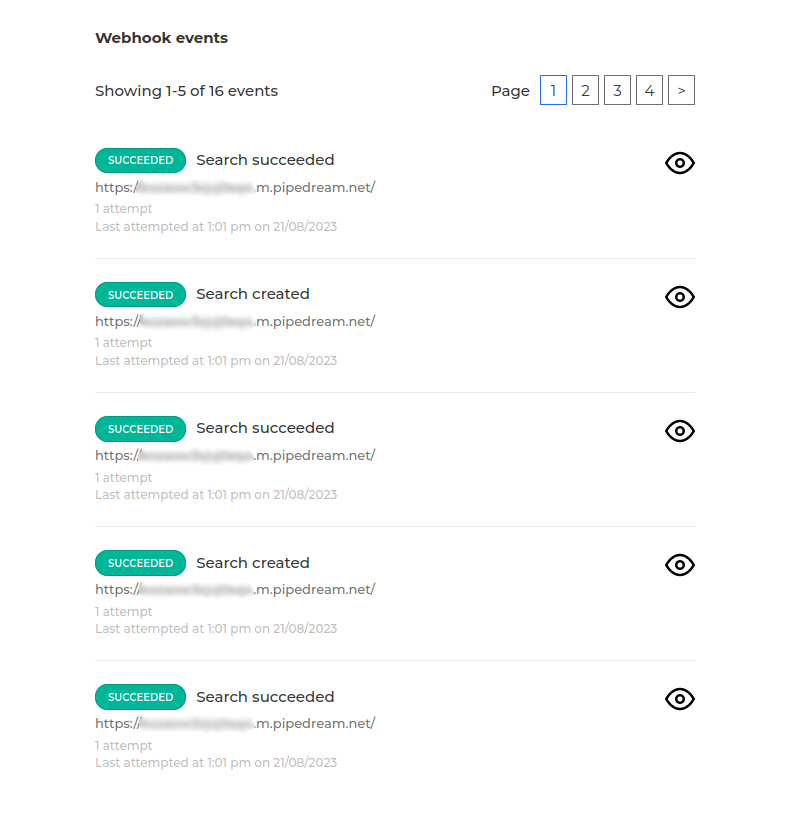 Webhook events
Showing 1-5 of 16 events Page 1 2 3 4 >
SUCCEEDED Search succeeded
https:// .m.pipedream.net/
1 attempt
Last attempted at 1:01 pm on 21/08/2023
SUCCEEDED Search created
https:// .m.pipedream.net/
1 attempt
Last attempted at 1:01 pm on 21/08/2023
SUCCEEDED Search succeeded
https:// .m.pipedream.net/
1 attempt
Last attempted at 1:01 pm on 21/08/2023
SUCCEEDED Search created
https:// .m.pipedream.net/
1 attempt
Last attempted at 1:01 pm on 21/08/2023
SUCCEEDED Search succeeded
https:// .m.pipedream.net/
1 attempt
Last attempted at 1:01 pm on 21/08/2023